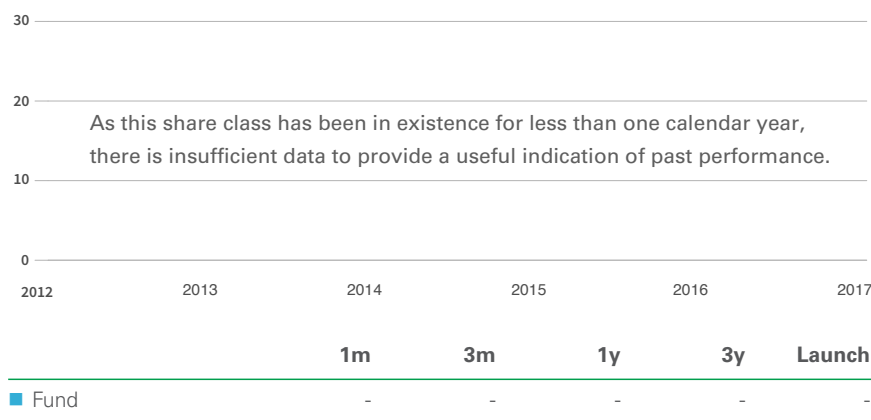 30
20
As this share class has been in existence for less than one calendar year,
there is insufficient data to provide a useful indication of past performance.
10
0
2012 2013 2014 2015 2016 2017
1m 3m 1y 3y Launch
Fund - - - - -